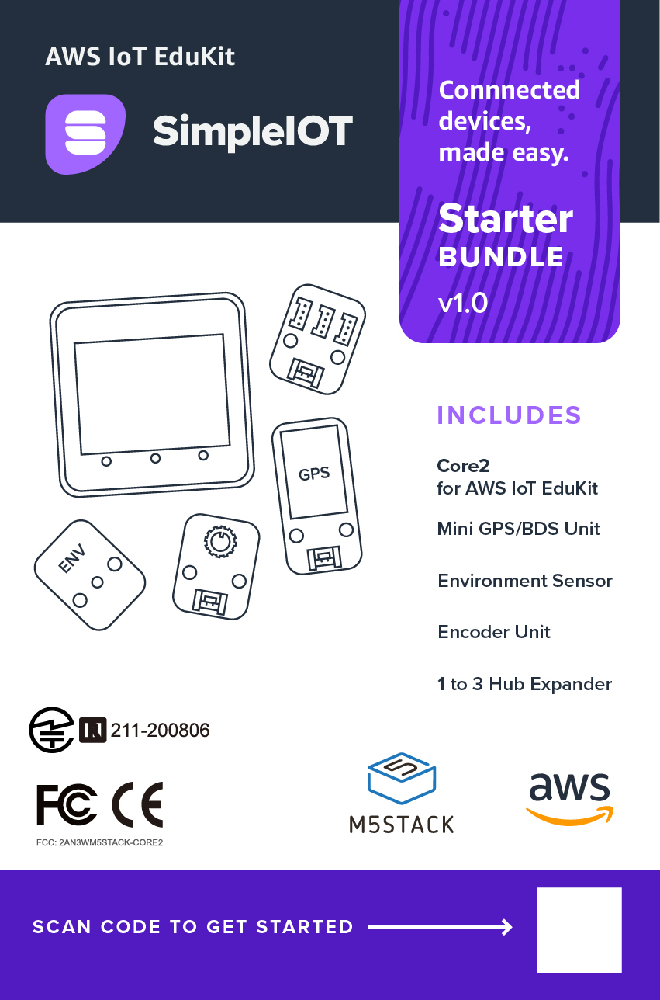 AWS IoT EduKit
SimpleIOT
Connnected
devices,
made easy.
Starter
BUNDLE
v1.0
GPS
ENV
INCLUDES
Core2
for AWS IoT EduKit
Mini GPS/BDS Unit
Environment Sensor
Encoder Unit
1 to 3 Hub Expander
R 211-200806
FC CE
FCC: 2AN3WM5STACK-CORE2
M5STACK
aws
SCAN CODE TO GET STARTED